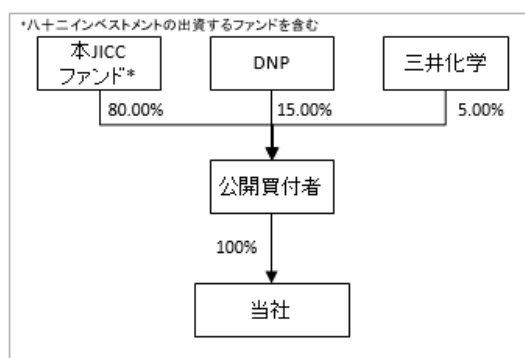 *八十二インベストメントの出資するファンドを含む
本JICC
ファンド*
DNP
三井化学
80.00%
15.00%
5.00%
公開買付者
100%
当社